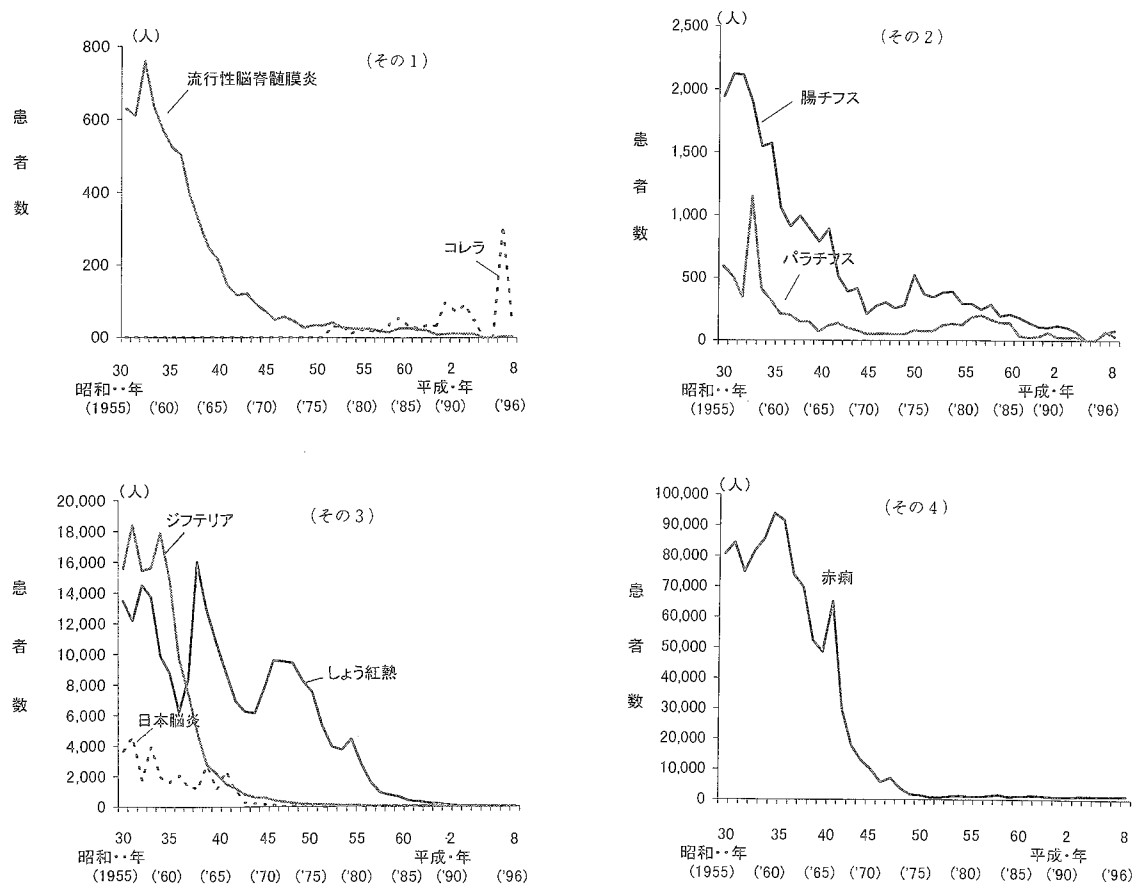 (人)
(その1)
800
600
400
200
00
患
者
数
流行性脳脊髄膜炎
コレラ
30 35 40 45 50 55 60 2 8
昭和・・年 平成・年
(1955) ('60) ('65) ('70) ('75) ('80) ('85) ('90) ('96)
(人)
(その2)
2,500
2,000
1,500
1,000
500
0
患
者
数
腸チフス
パラチフス
30 35 40 45 50 55 60 2 8
昭和・・年 平成・年
(1955) ('60) ('65) ('70) ('75) ('80) ('85) ('90) ('96)
(人)
(その3)
20,000
18,000
16,000
14,000
12,000
10,000
8,000
6,000
4,000
2,000
0
患
者
数
ジフテリア
しょう紅熱
日本脳炎
30 35 40 45 50 55 60 2 8
昭和・・年 平成・年
(1955) ('60) ('65) ('70) ('75) ('80) ('85) ('90) ('96)
(人)
(その4)
100,000
90,000
80,000
70,000
60,000
50,000
40,000
30,000
20,000
10,000
0
患
者
数
赤痢
30 35 40 45 50 55 60 2 8
昭和・・年 平成・年
(1955) ('60) ('65) ('70) ('75) ('80) ('85) ('90) ('96)